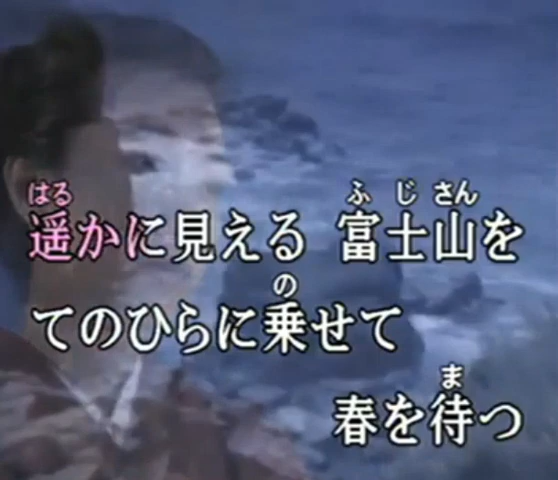 はる ふ じ さん
遥かに見える 富士山を
の
てのひらに乗せて
ま
春を待つ